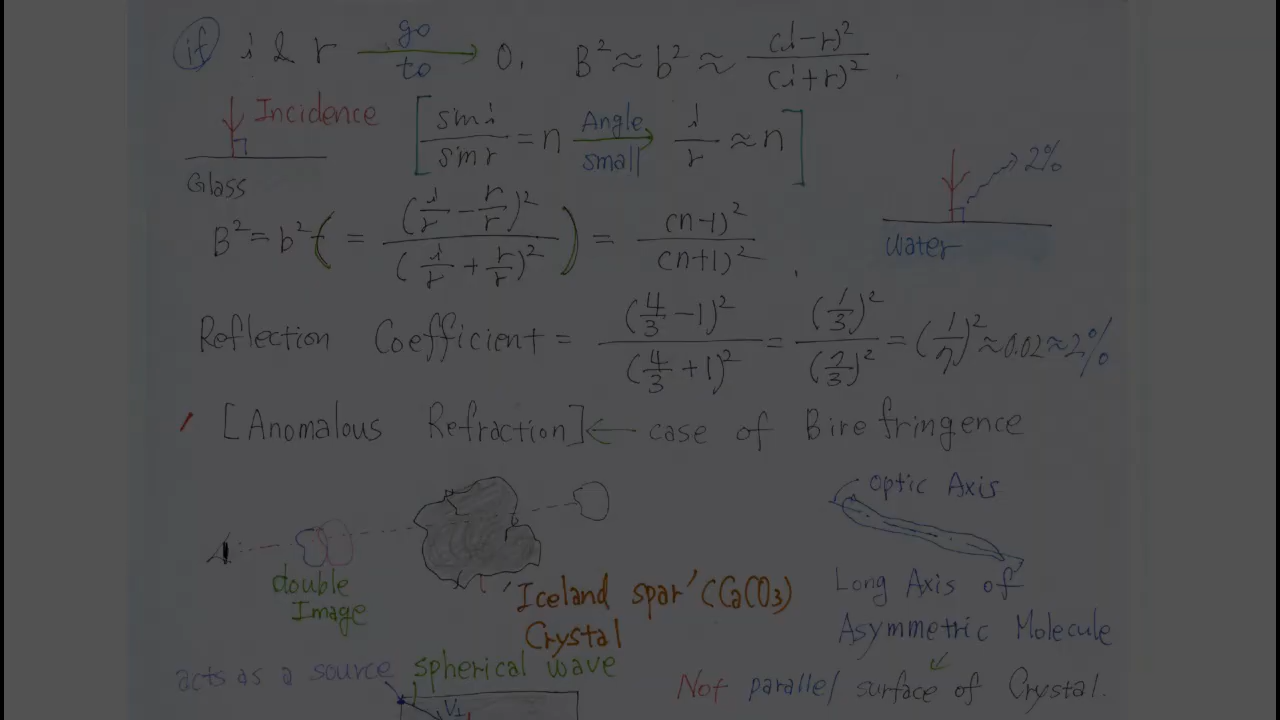 if i & r go to 0. B² ≈ b² ≈ (i-r)²/(i+r)².
Incidence [sin i/sin r = n Angle small i/r ≈ n]
Glass
2%
B² = b² (= (i/r - r/r)²/(i/r + r/r)²) = (n-1)²/(n+1)².
Water
Reflection Coefficient = (4/3 - 1)²/(4/3 + 1)² = (1/3)²/(7/3)² = (1/7)² ≈ 0.02 ≈ 2%
[Anomalous Refraction] ← case of Birefringence
Optic Axis
double
Image
'Iceland spar' (CaCO3)
Crystal
Long Axis of
Asymmetric Molecule
acts as a source spherical wave
Not parallel surface of Crystal.
V⊥